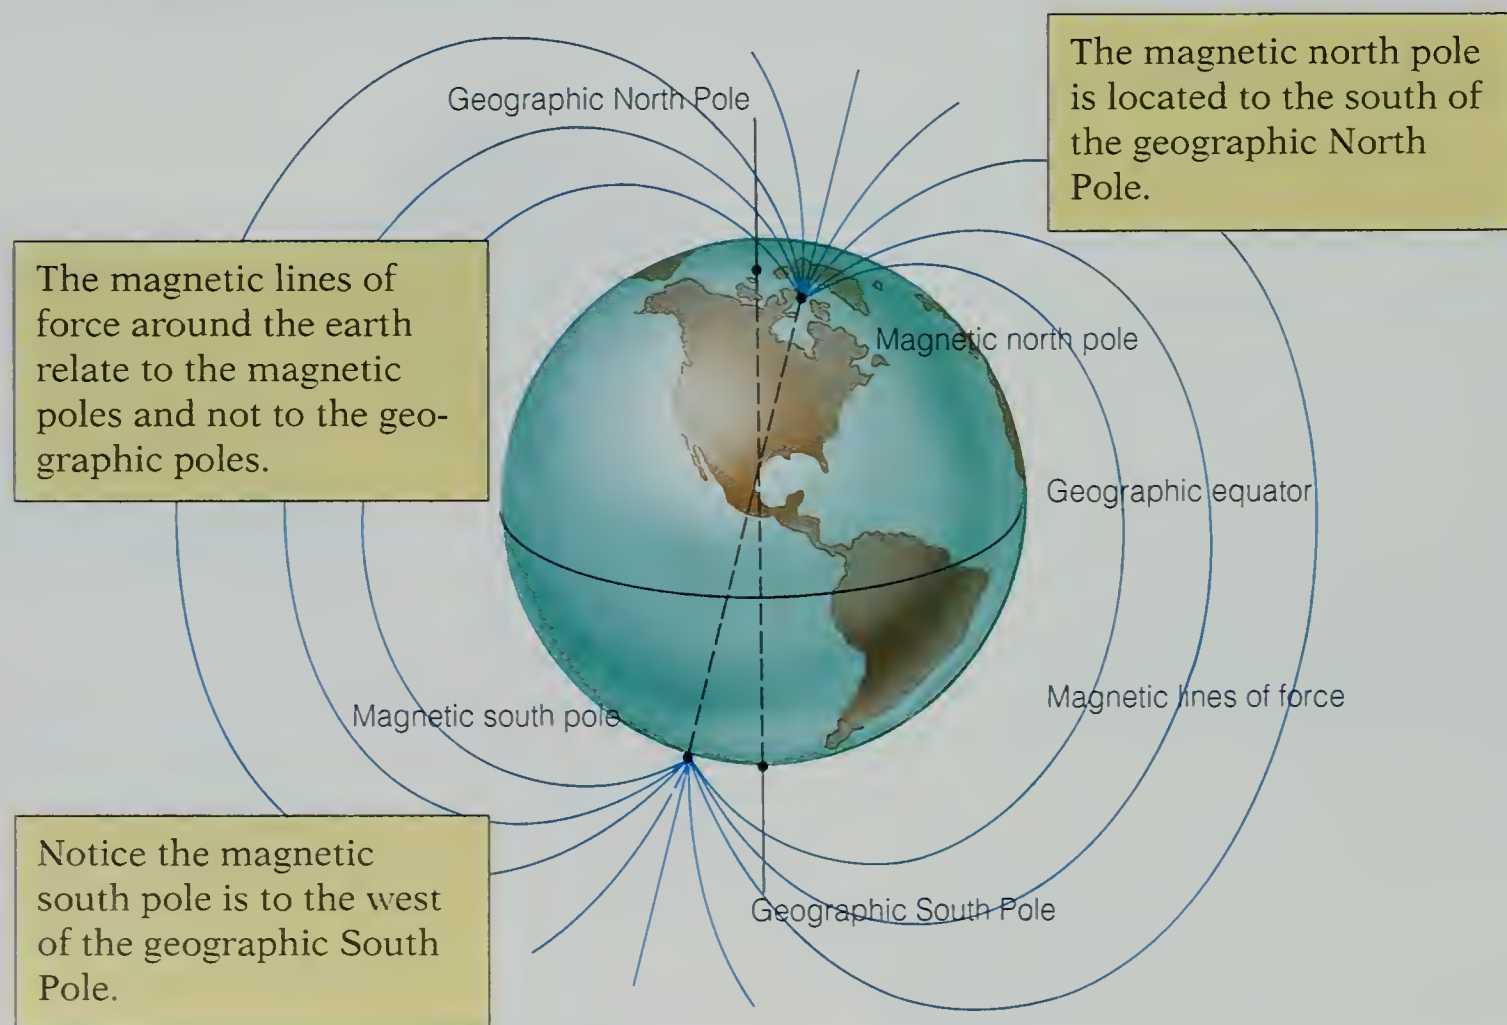 Geographic North Pole
The magnetic north pole
is located to the south of
the geographic North
Pole.
The magnetic lines of
force around the earth
relate to the magnetic
poles and not to the geo-
graphic poles.
Magnetic north pole
Geographic equator
Magnetic south pole
Magnetic lines of force
Notice the magnetic
south pole is to the west
of the geographic South
Pole.
Geographic South Pole